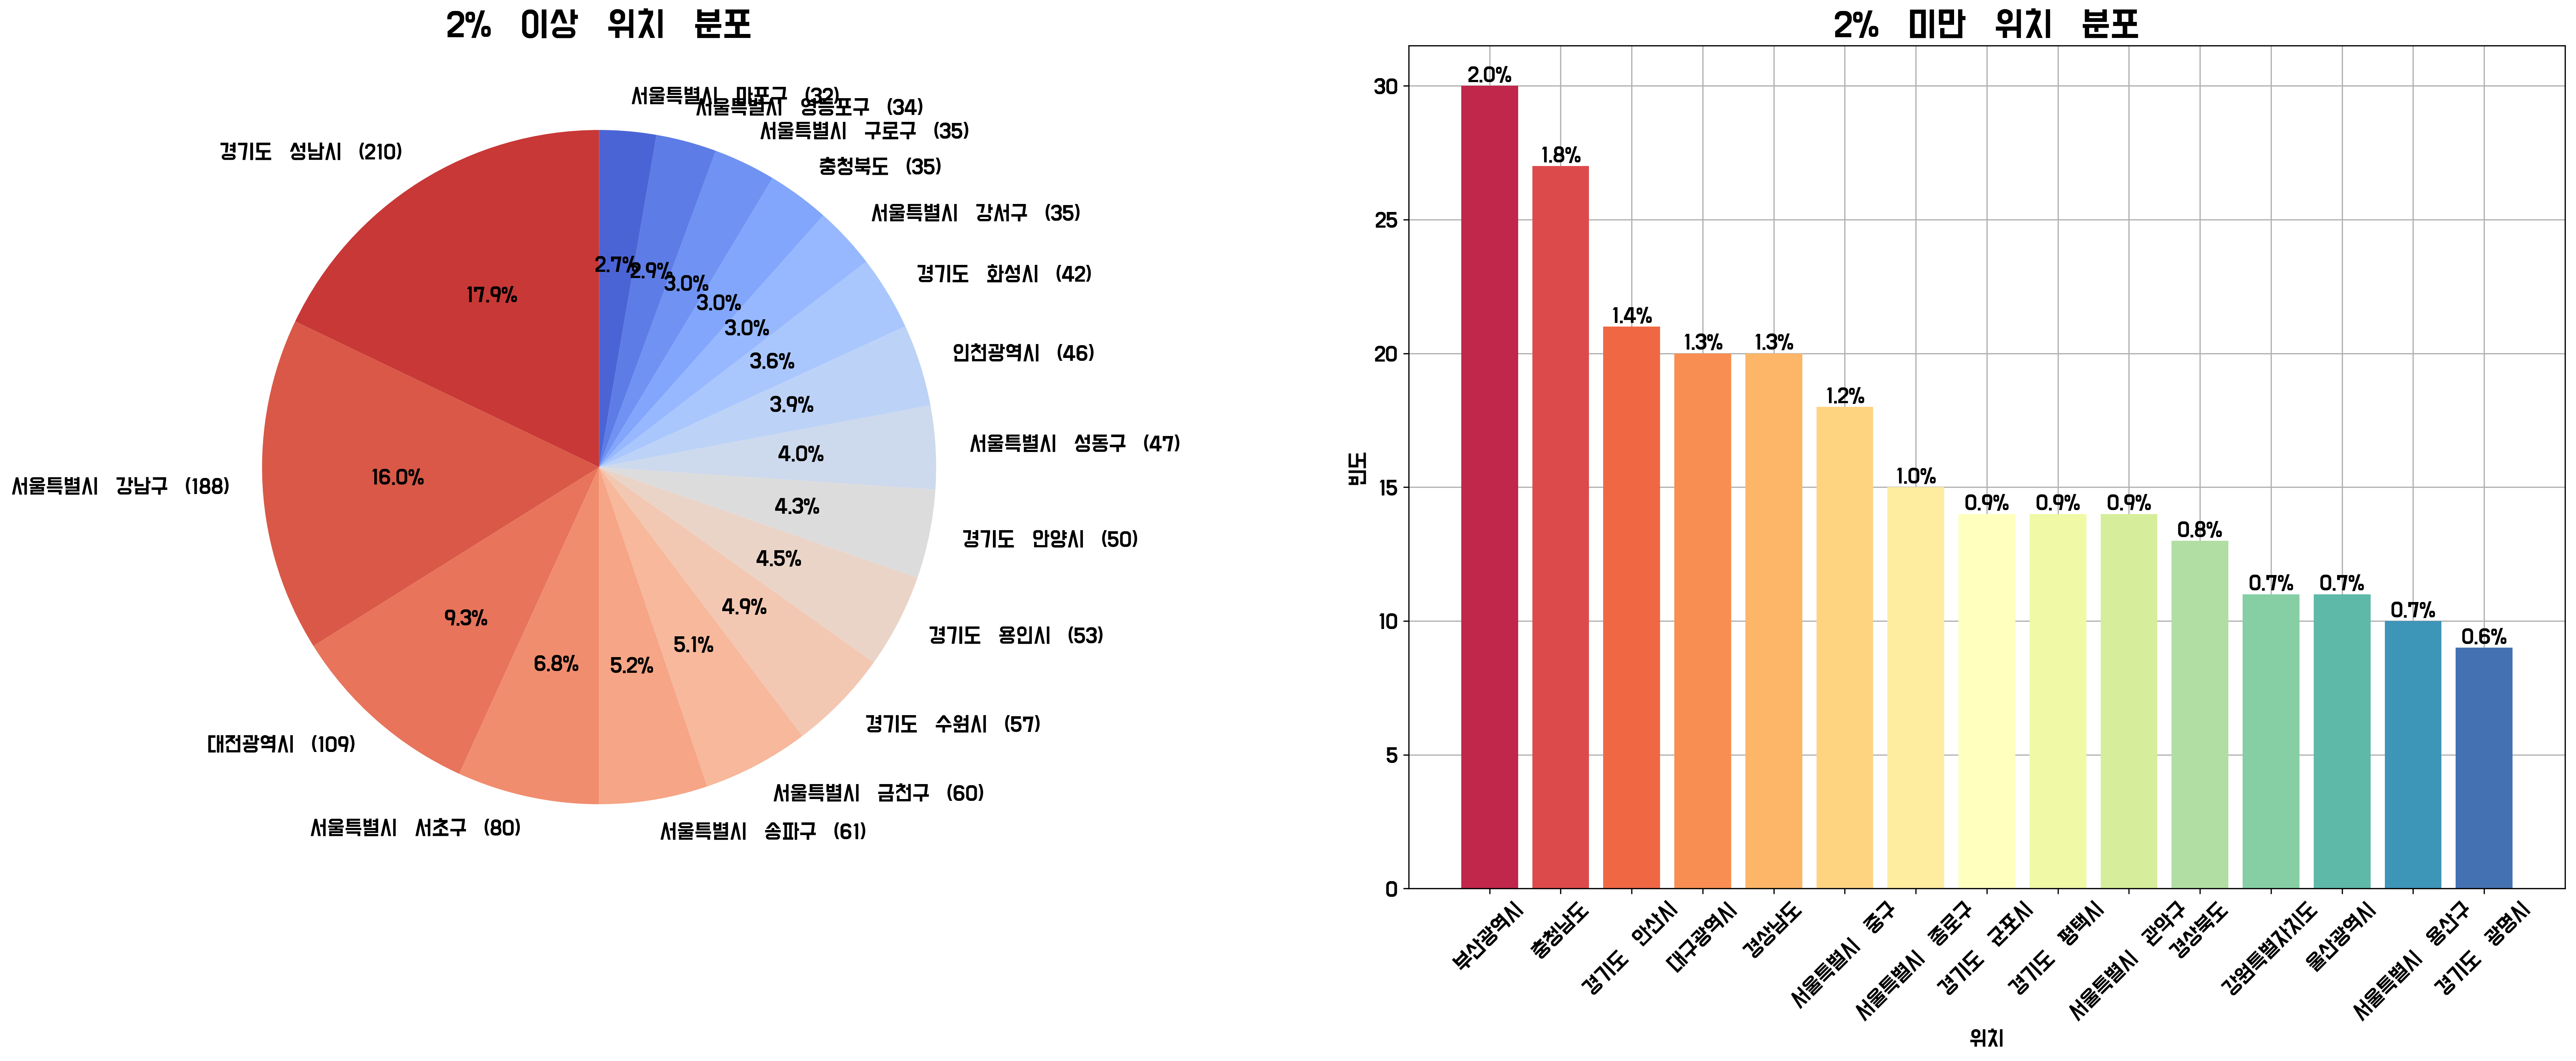 2% 이상 위치 분포
서울특별시 마포구 (32)
서울특별시 영등포구 (34)
서울특별시 구로구 (35)
충청북도 (35)
서울특별시 강서구 (35)
경기도 화성시 (42)
인천광역시 (46)
서울특별시 성동구 (47)
경기도 안양시 (50)
경기도 용인시 (53)
경기도 수원시 (57)
서울특별시 금천구 (60)
서울특별시 송파구 (61)
서울특별시 서초구 (80)
대전광역시 (109)
서울특별시 강남구 (188)
경기도 성남시 (210)
2.7%
2.9%
3.0%
3.0%
3.0%
3.6%
3.9%
4.0%
4.3%
4.5%
4.9%
5.1%
5.2%
6.8%
9.3%
16.0%
17.9%
2% 미만 위치 분포
빈도
30
25
20
15
10
5
0
2.0%
1.8%
1.4%
1.3%
1.3%
1.2%
1.0%
0.9%
0.9%
0.9%
0.8%
0.7%
0.7%
0.7%
0.6%
부산광역시
충청남도
경기도 안산시
대구광역시
경상남도
서울특별시 중구
서울특별시 종로구
경기도 군포시
경기도 평택시
서울특별시 관악구
경상북도
강원특별자치도
울산광역시
서울특별시 용산구
경기도 광명시
위치